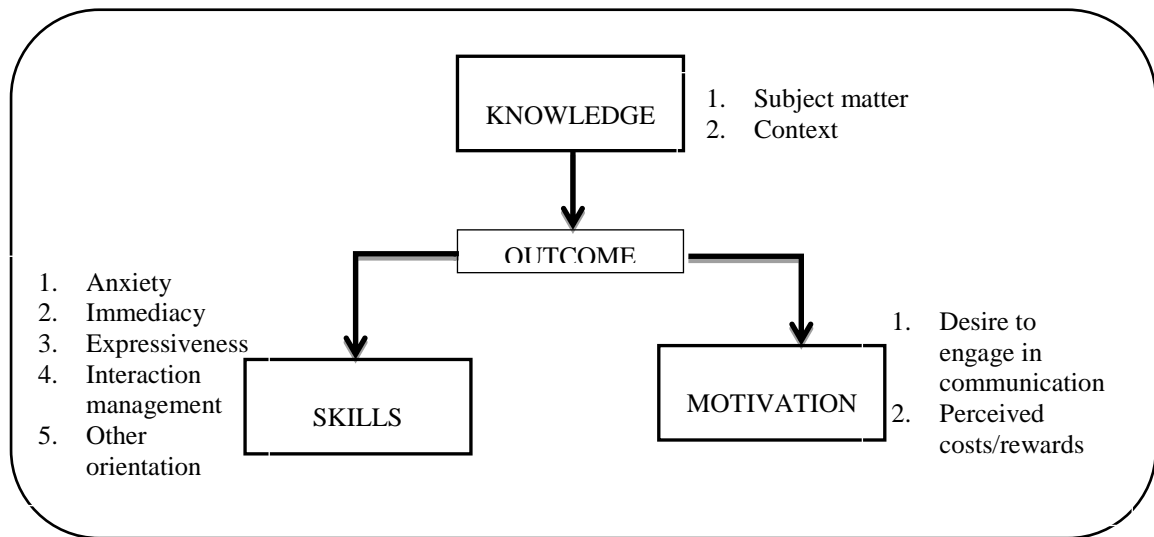 KNOWLEDGE
1. Subject matter
2. Context
OUTCOME
1. Anxiety
2. Immediacy
3. Expressiveness
4. Interaction
management
5. Other
orientation
SKILLS
MOTIVATION
1. Desire to
engage in
communication
2. Perceived
costs/rewards